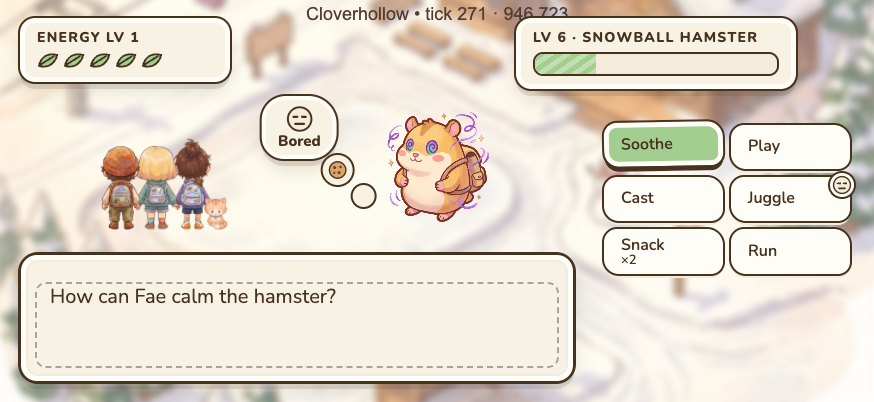 Cloverhollow • tick 271 · 946,723
ENERGY LV 1
LV 6 · SNOWBALL HAMSTER
Bored
Soothe
Play
Cast
Juggle
Snack
×2
Run
How can Fae calm the hamster?